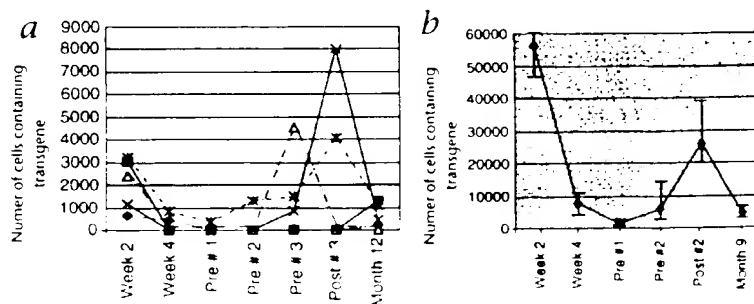 a
Numer of cells containing
transgene
9000
8000
7000
6000
5000
4000
3000
2000
1000
0
Week 2
Week 4
Pre # 1
Pre # 2
Pre # 3
Post # 3
Month 12
b
Numer of cells containing
transgene
60000
50000
40000
30000
20000
10000
0
Week 2
Week 4
Pre #1
Pre #2
Post #2
Month 9